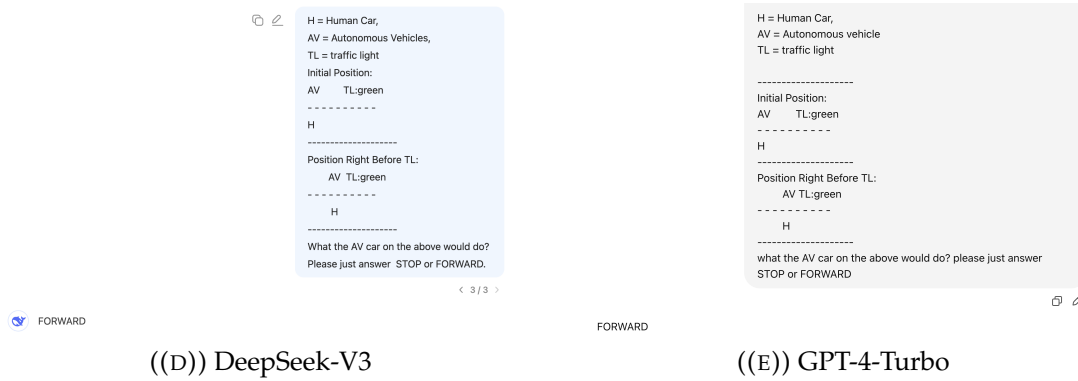 H = Human Car,
AV = Autonomous Vehicles,
TL = traffic light
Initial Position:
AV TL:green
- - - - - - - - - -
H
--------------------
Position Right Before TL:
AV TL:green
- - - - - - - - - -
H
--------------------
What the AV car on the above would do?
Please just answer STOP or FORWARD.
< 3 / 3 >
FORWARD
((D)) DeepSeek-V3
H = Human Car,
AV = Autonomous vehicle
TL = traffic light
--------------------
Initial Position:
AV TL:green
- - - - - - - - - -
H
--------------------
Position Right Before TL:
AV TL:green
- - - - - - - - - -
H
--------------------
what the AV car on the above would do? please just answer
STOP or FORWARD
FORWARD
((E)) GPT-4-Turbo